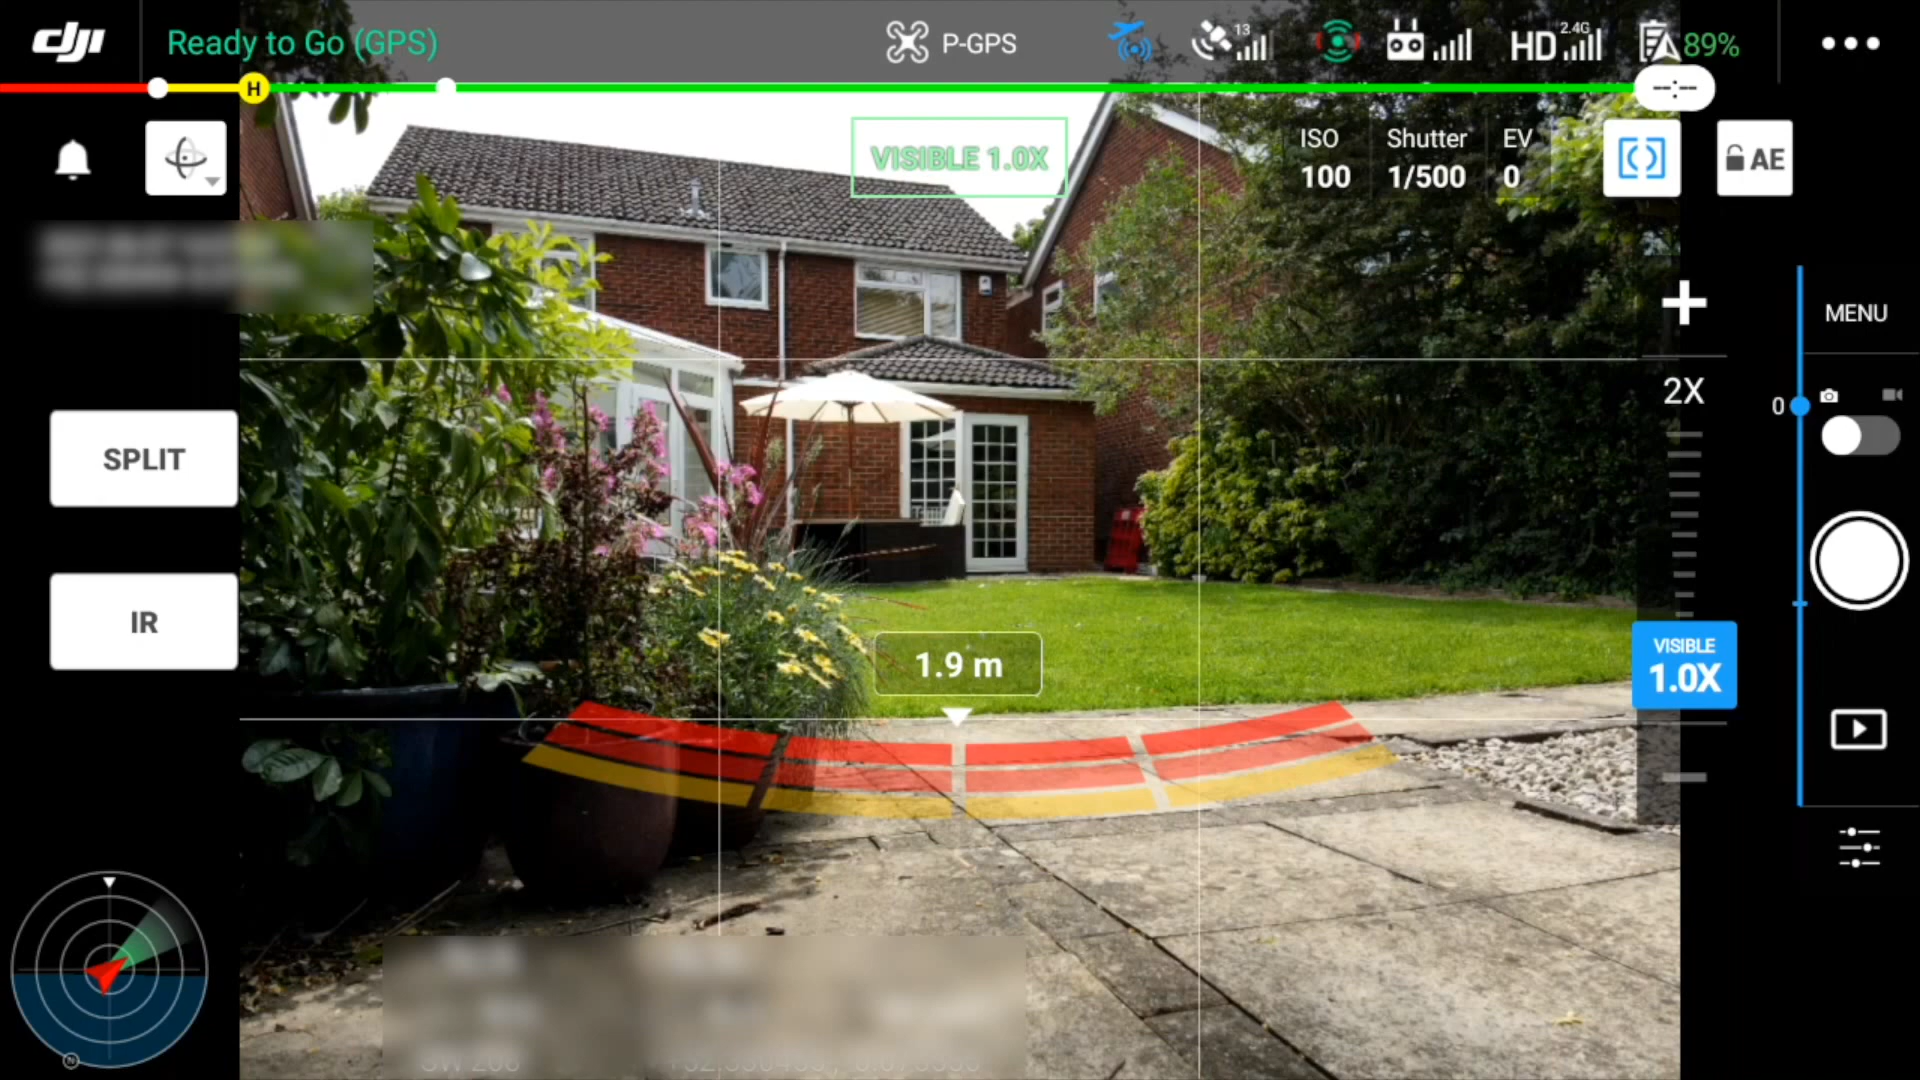 dji
Ready to Go (GPS)
P-GPS
13
HD
2.4G
89%
H
--:--
VISIBLE 1.0X
ISO
100
Shutter
1/500
EV
0
AE
MENU
2X
0
SPLIT
IR
1.9 m
VISIBLE
1.0X
N